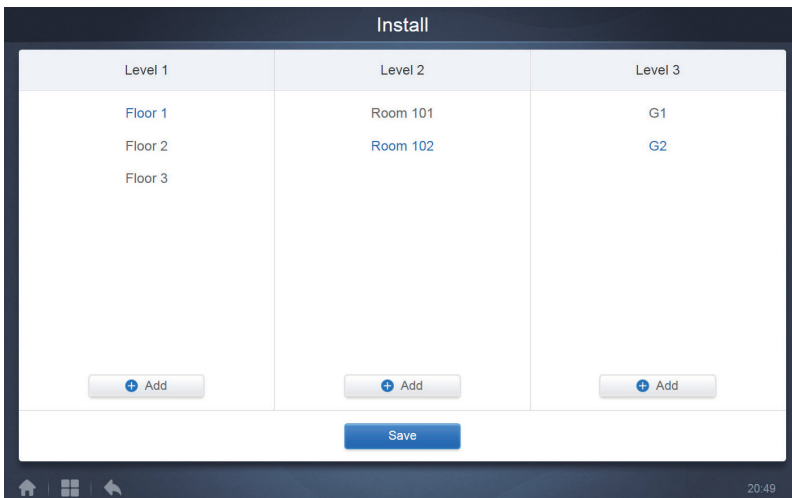 Install
Level 1 Level 2 Level 3
Floor 1 Room 101 G1
Floor 2 Room 102 G2
Floor 3
Add Add Add
Save
20:49